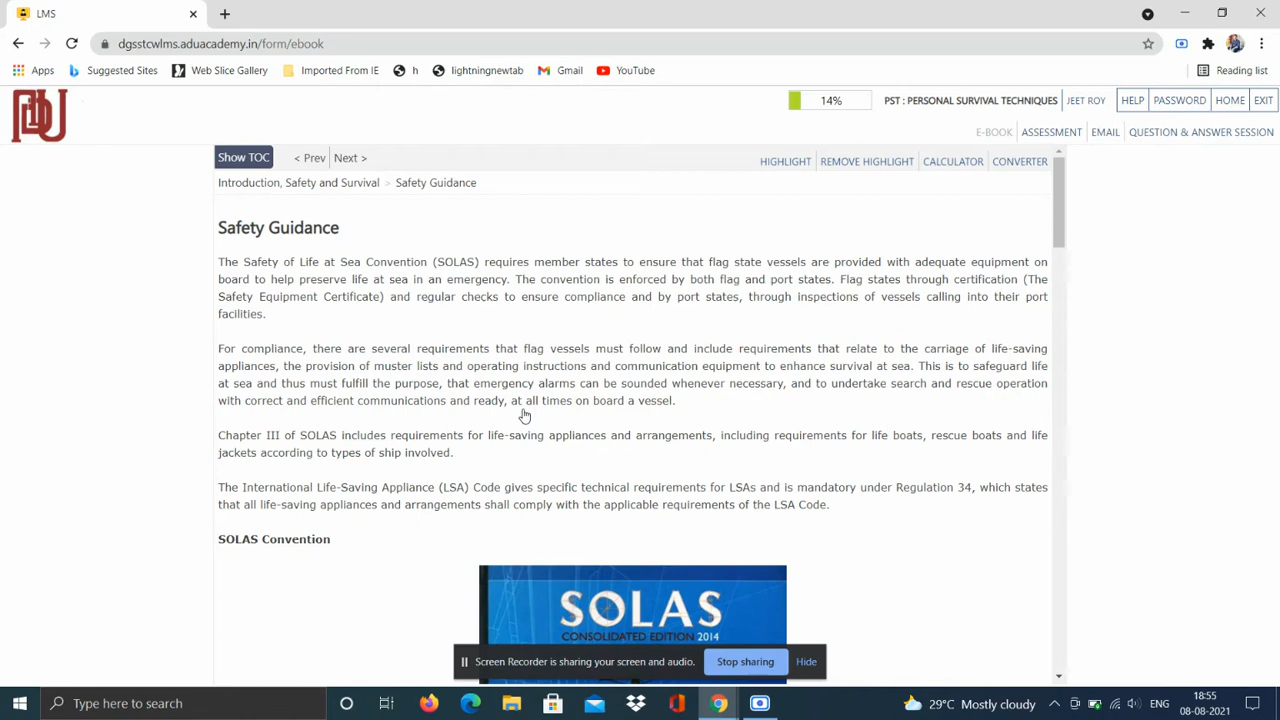 LMS
dgsstcwlms.aduacademy.in/form/ebook
Apps Suggested Sites Web Slice Gallery Imported From IE h lightningnewtab Gmail YouTube Reading list
14% PST : PERSONAL SURVIVAL TECHNIQUES JEET ROY HELP PASSWORD HOME EXIT
E-BOOK ASSESSMENT EMAIL QUESTION & ANSWER SESSION
Show TOC < Prev Next > HIGHLIGHT REMOVE HIGHLIGHT CALCULATOR CONVERTER
Introduction, Safety and Survival > Safety Guidance
Safety Guidance
The Safety of Life at Sea Convention (SOLAS) requires member states to ensure that flag state vessels are provided with adequate equipment on
board to help preserve life at sea in an emergency. The convention is enforced by both flag and port states. Flag states through certification (The
Safety Equipment Certificate) and regular checks to ensure compliance and by port states, through inspections of vessels calling into their port
facilities.
For compliance, there are several requirements that flag vessels must follow and include requirements that relate to the carriage of life-saving
appliances, the provision of muster lists and operating instructions and communication equipment to enhance survival at sea. This is to safeguard life
at sea and thus must fulfill the purpose, that emergency alarms can be sounded whenever necessary, and to undertake search and rescue operation
with correct and efficient communications and ready, at all times on board a vessel.
Chapter III of SOLAS includes requirements for life-saving appliances and arrangements, including requirements for life boats, rescue boats and life
jackets according to types of ship involved.
The International Life-Saving Appliance (LSA) Code gives specific technical requirements for LSAs and is mandatory under Regulation 34, which states
that all life-saving appliances and arrangements shall comply with the applicable requirements of the LSA Code.
SOLAS Convention
SOLAS
CONSOLIDATED EDITION 2014
Screen Recorder is sharing your screen and audio. Stop sharing Hide
Type here to search 29°C Mostly cloudy ENG 18:55
08-08-2021